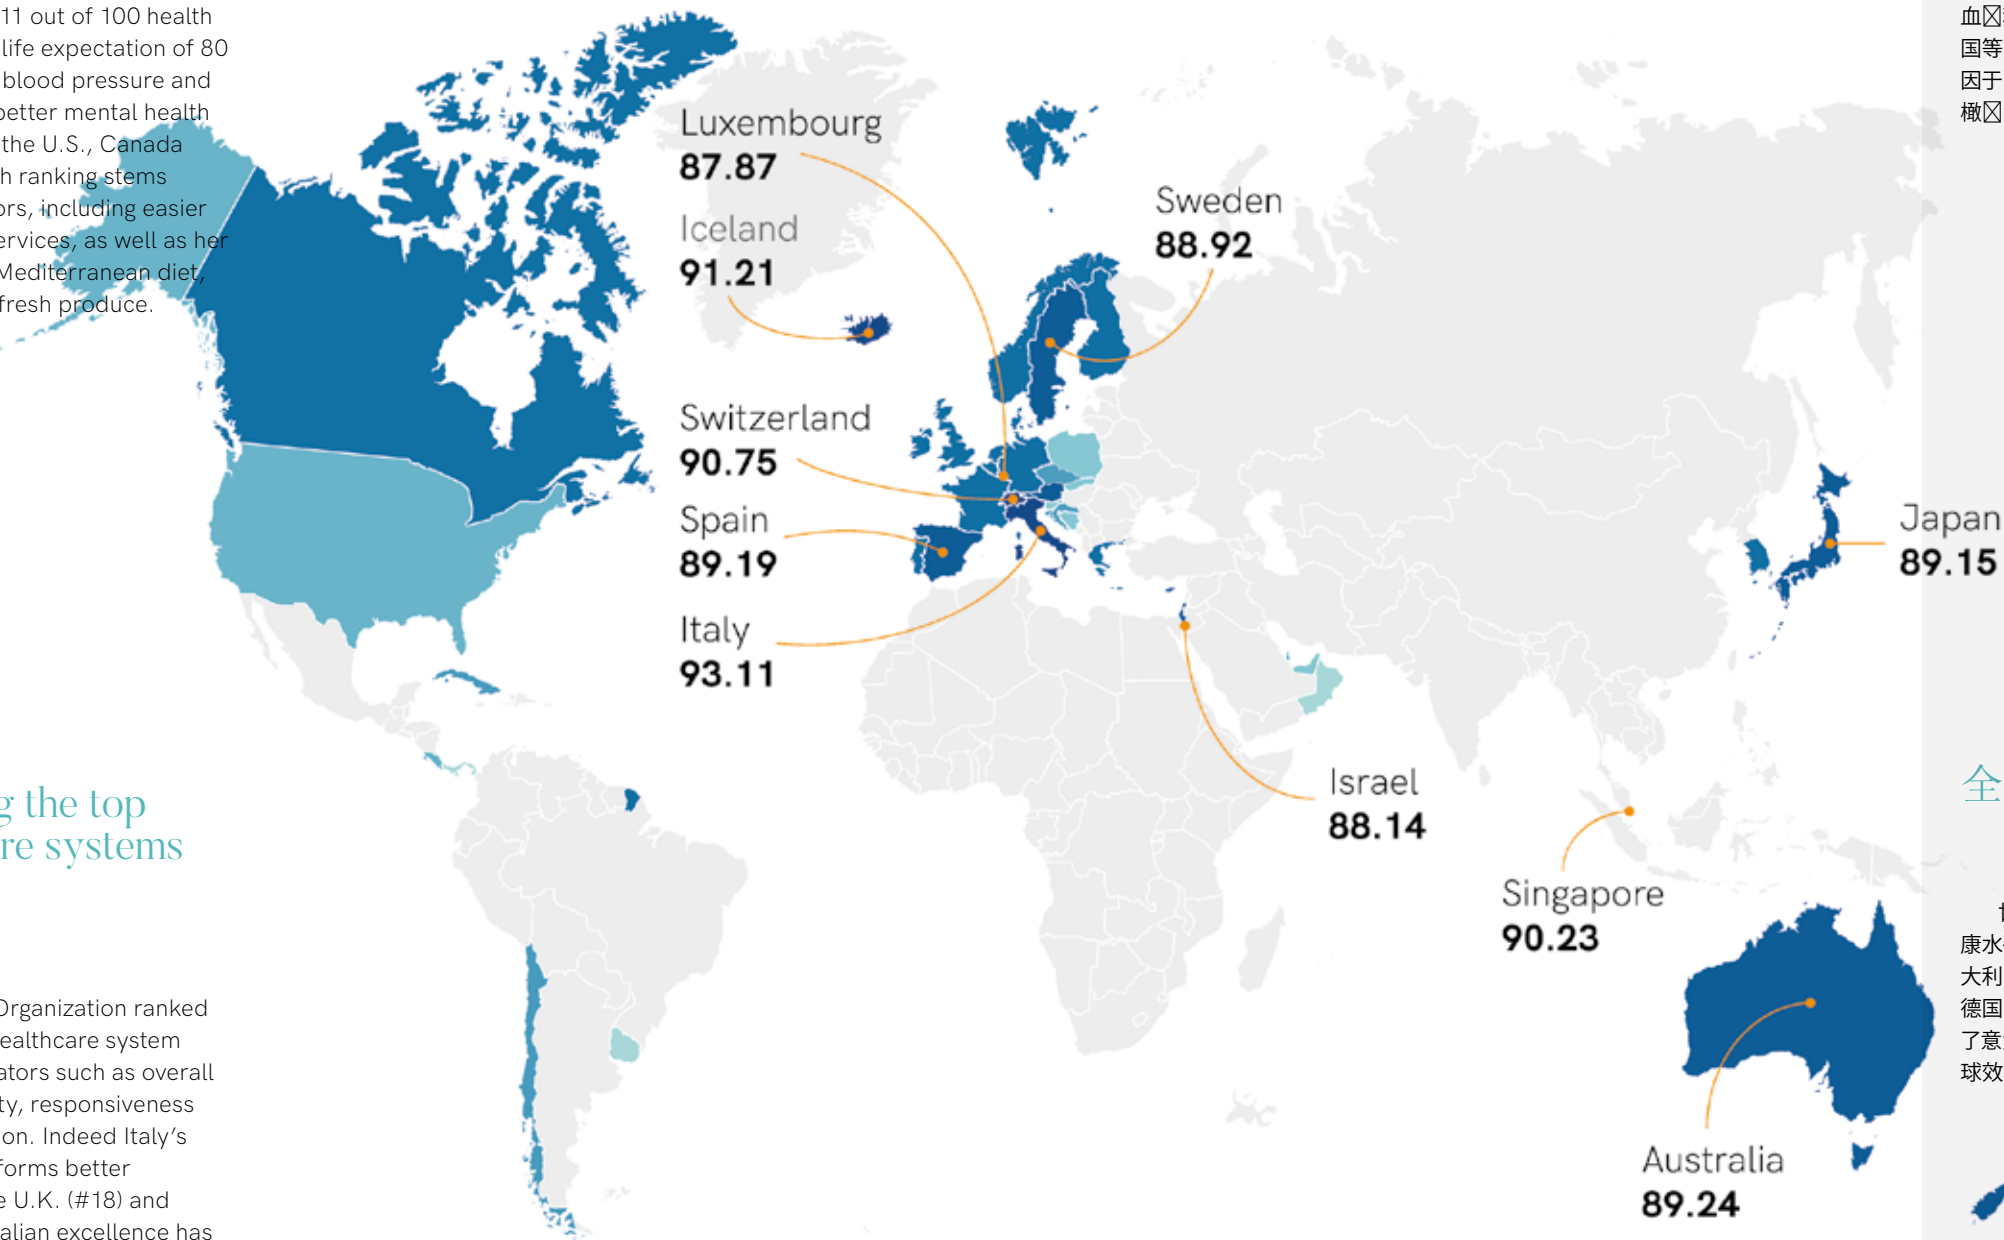 11 out of 100 health
life expectation of 80
blood pressure and
better mental health
the U.S., Canada
h ranking stems
ors, including easier
ervices, as well as her
Mediterranean diet,
fresh produce.
g the top
re systems
Organization ranked
ealthcare system
ators such as overall
ty, responsiveness
on. Indeed Italy's
forms better
e U.K. (#18) and
alian excellence has
Luxembourg
87.87
Iceland
91.21
Sweden
88.92
Switzerland
90.75
Spain
89.19
Italy
93.11
Japan
89.15
Israel
88.14
Singapore
90.23
Australia
89.24
血
国等
因于
橄
全
康水
大利
德国
了意
球效